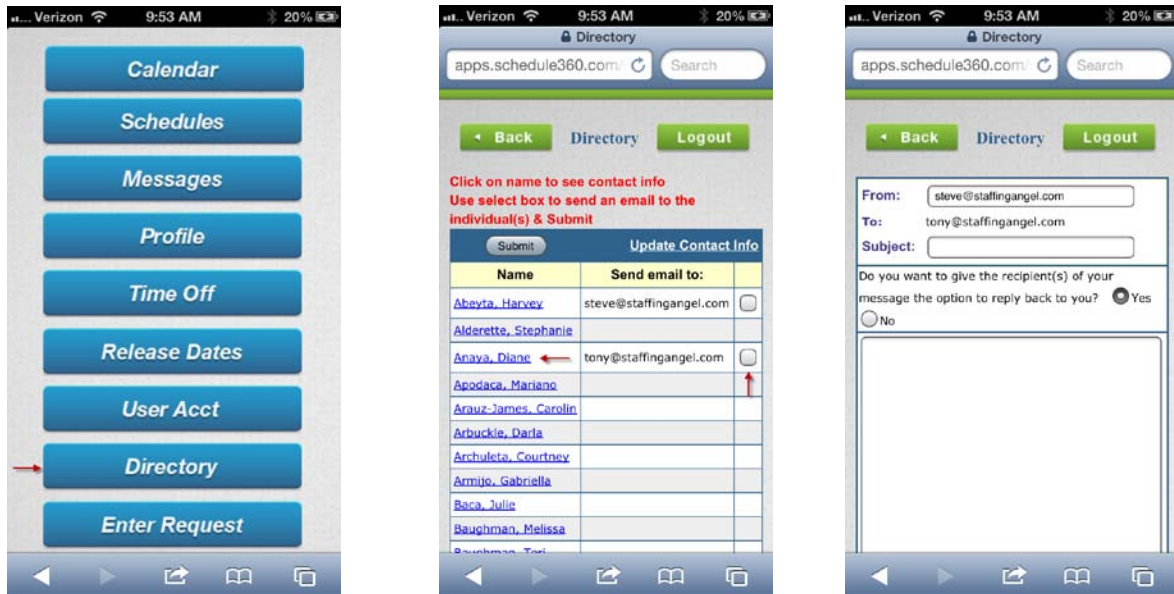 Verizon 9:53 AM 20%
Calendar
Schedules
Messages
Profile
Time Off
Release Dates
User Acct
Directory
Enter Request
Verizon 9:53 AM 20%
Directory
apps.schedule360.com/ Search
Back Directory Logout
Click on name to see contact info
Use select box to send an email to the
individual(s) & Submit
Submit Update Contact Info
Name Send email to:
Abeyta, Harvey steve@staffingangel.com
Alderette, Stephanie
Anaya, Diane tony@staffingangel.com
Apodaca, Mariano
Arauz-James, Carolin
Arbuckle, Darla
Archuleta, Courtney
Armijo, Gabriella
Baca, Julie
Baughman, Melissa
Baughman, Teri
Verizon 9:53 AM 20%
Directory
apps.schedule360.com/ Search
Back Directory Logout
From: steve@staffingangel.com
To: tony@staffingangel.com
Subject:
Do you want to give the recipient(s) of your
message the option to reply back to you? Yes
No